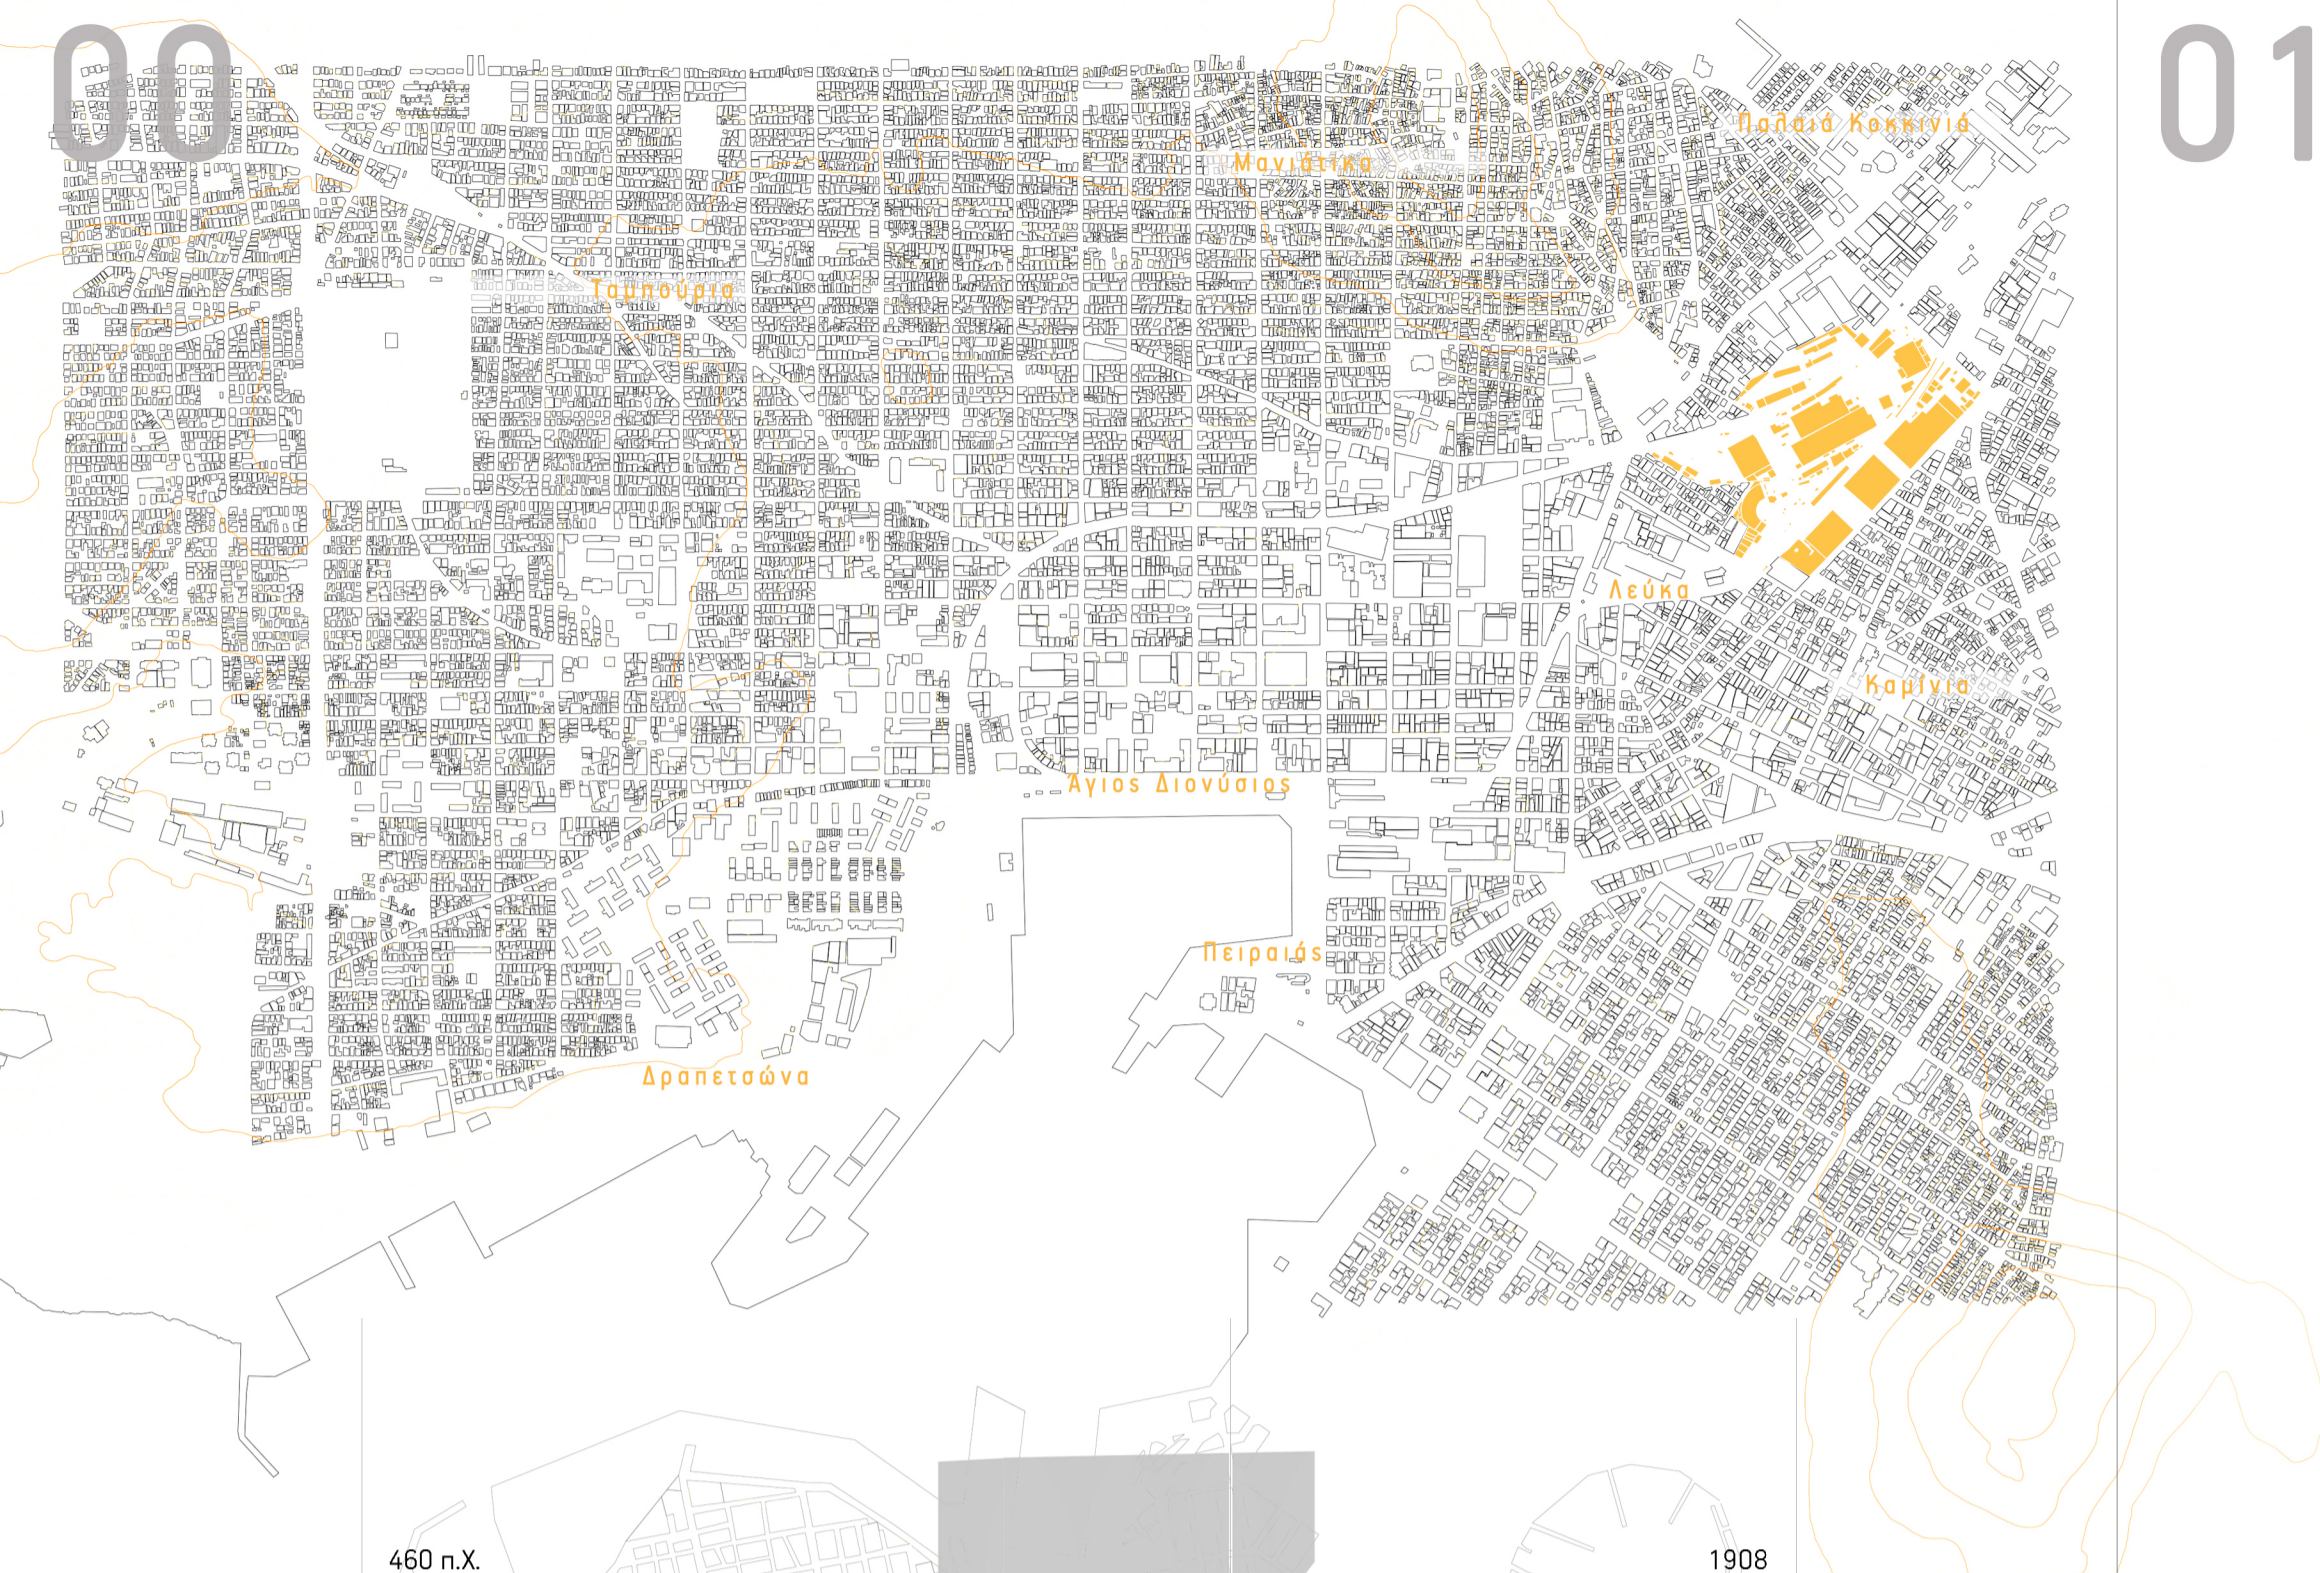 00
01
Παλαιά Κοκκινιά
Μανιάτικα
Ταμπούρια
Λεύκα
Καμίνια
Άγιος Διονύσιος
Πειραιάς
Δραπετσώνα
460 π.Χ.
1908